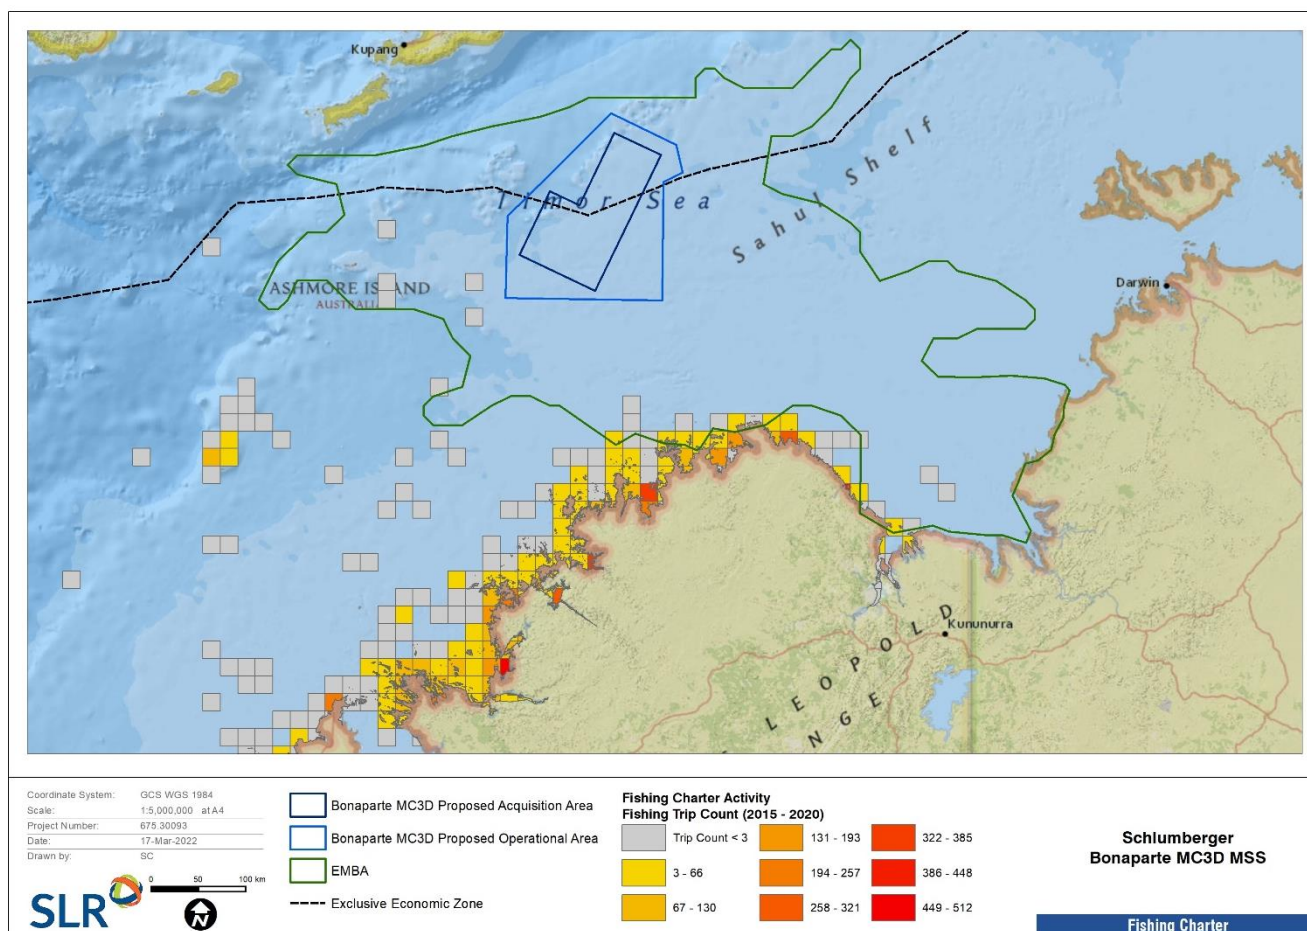 Kupang
Timor Sea
Sahul Shelf
ASHMORE ISLAND
AUSTRALIA
Darwin
Kununurra
LEOPOLD
NGE
Coordinate System: GCS WGS 1984
Scale: 1:5,000,000 at A4
Project Number: 675.30093
Date: 17-Mar-2022
Drawn by: SC
0 50 100 km
SLR
N
Bonaparte MC3D Proposed Acquisition Area
Bonaparte MC3D Proposed Operational Area
EMBA
Exclusive Economic Zone
Fishing Charter Activity
Fishing Trip Count (2015 - 2020)
Trip Count < 3
3 - 66
67 - 130
131 - 193
194 - 257
258 - 321
322 - 385
386 - 448
449 - 512
Schlumberger
Bonaparte MC3D MSS
Fishing Charter